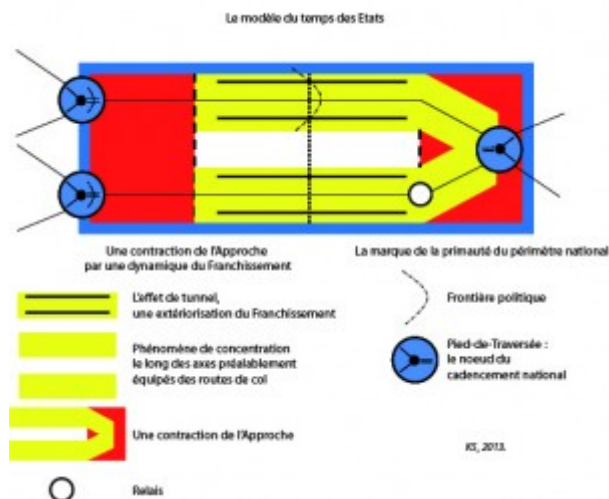 Le modèle du temps des Etats
Une contraction de l'Approche
par une dynamique du Franchissement
La marque de la primauté du périmètre national
L'effet de tunnel,
une extériorisation du Franchissement
Frontière politique
Phénomène de concentration
le long des axes préalablement
équipés des routes de col
Pied-de-Traversée :
le noeud du
cadencement national
Une contraction de l'Approche
KS, 2013.
Relais